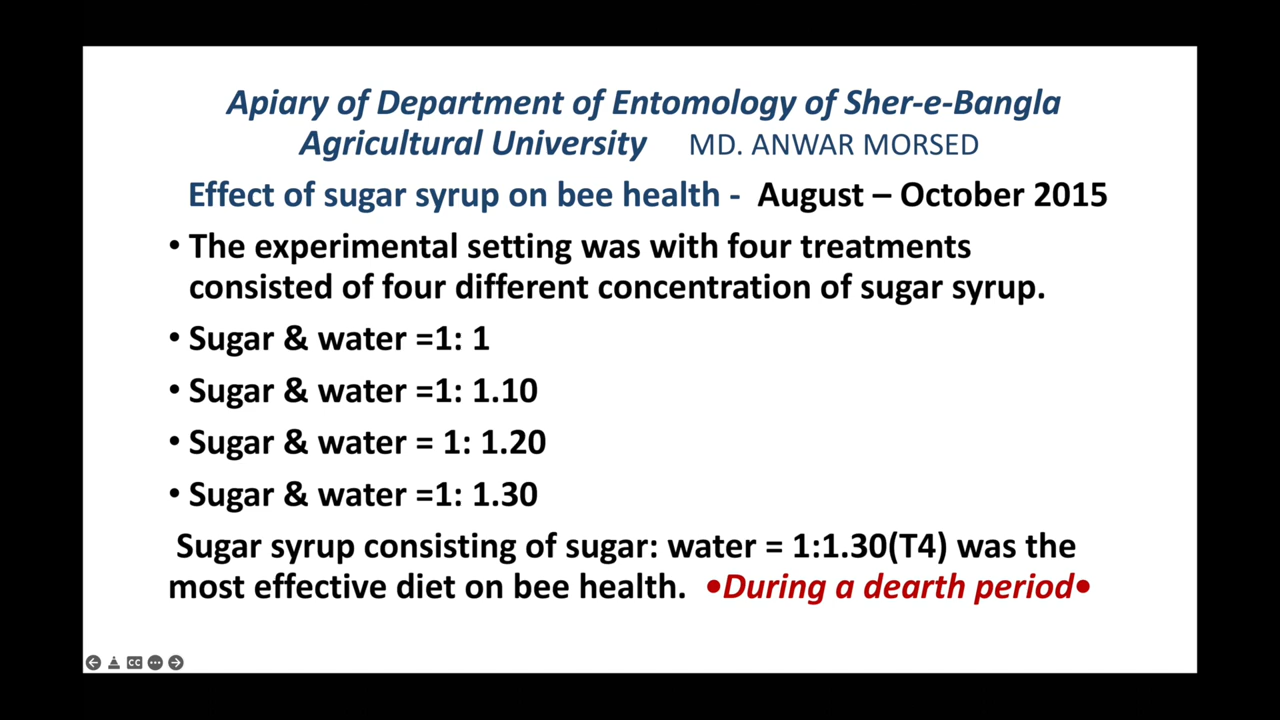 Apiary of Department of Entomology of Sher-e-Bangla
Agricultural University MD. ANWAR MORSED
Effect of sugar syrup on bee health - August – October 2015
• The experimental setting was with four treatments
consisted of four different concentration of sugar syrup.
• Sugar & water =1: 1
• Sugar & water =1: 1.10
• Sugar & water = 1: 1.20
• Sugar & water =1: 1.30
Sugar syrup consisting of sugar: water = 1:1.30(T4) was the
most effective diet on bee health. •During a dearth period•
CC